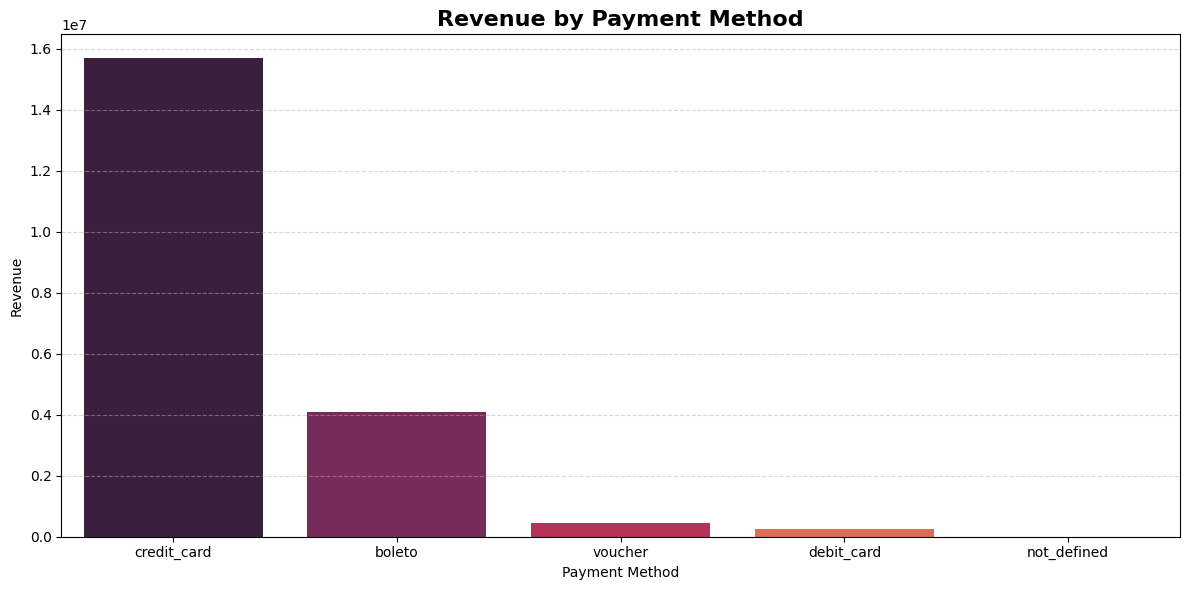 Revenue by Payment Method
1e7
1.6
1.4
1.2
1.0
0.8
0.6
0.4
0.2
0.0
Revenue
credit_card boleto voucher debit_card not_defined
Payment Method